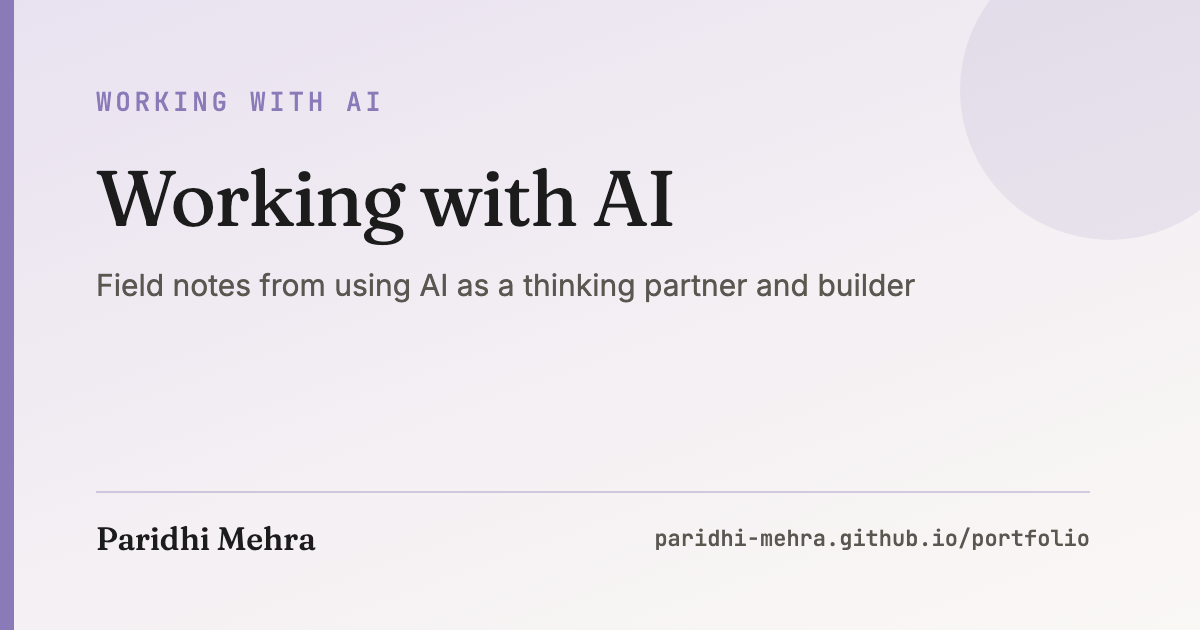 WORKING WITH AI
Working with AI
Field notes from using AI as a thinking partner and builder
Paridhi Mehra
paridhi-mehra.github.io/portfolio